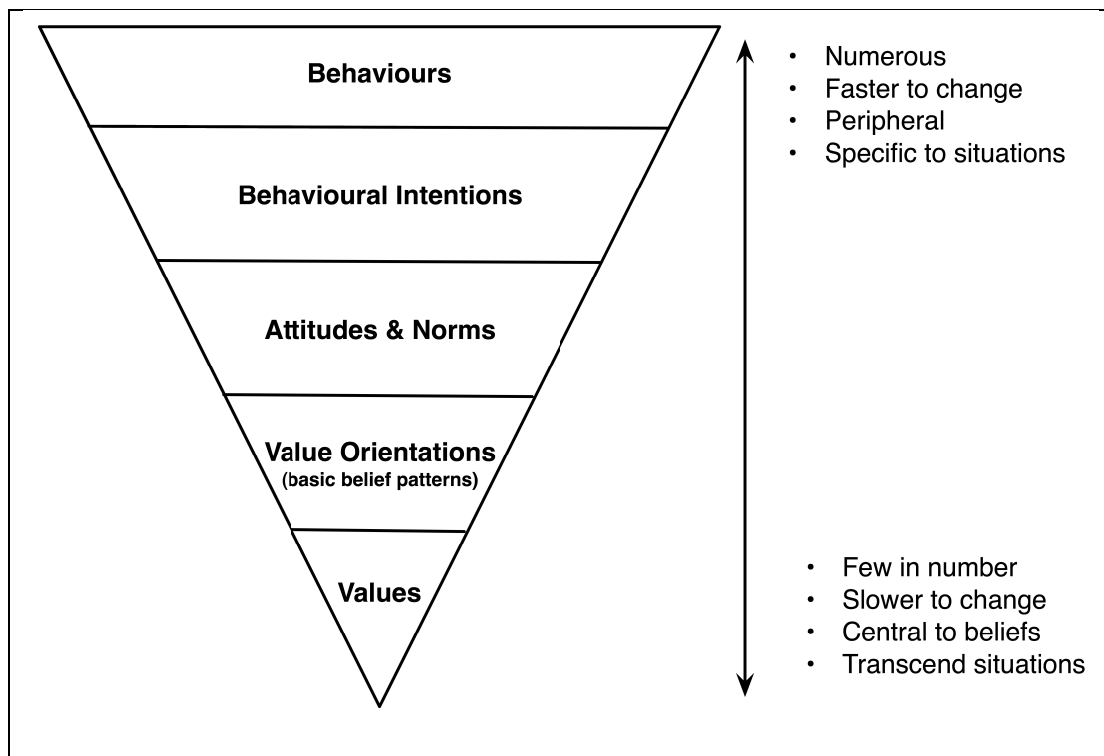 Behaviours
Behavioural Intentions
Attitudes & Norms
Value Orientations
(basic belief patterns)
Values
• Numerous
• Faster to change
• Peripheral
• Specific to situations
• Few in number
• Slower to change
• Central to beliefs
• Transcend situations